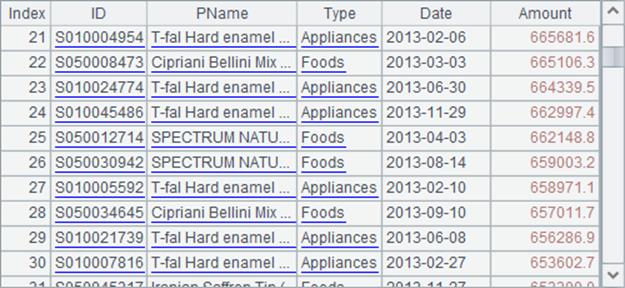 Index ID PName Type Date Amount
21 S010004954 T-fal Hard enamel ... Appliances 2013-02-06 665681.6
22 S050008473 Cipriani Bellini Mix ... Foods 2013-03-03 665106.3
23 S010024774 T-fal Hard enamel ... Appliances 2013-06-30 664339.5
24 S010045486 T-fal Hard enamel ... Appliances 2013-11-29 662997.4
25 S050012714 SPECTRUM NATU... Foods 2013-04-03 662148.8
26 S050030942 SPECTRUM NATU... Foods 2013-08-14 659003.2
27 S010005592 T-fal Hard enamel ... Appliances 2013-02-10 658971.1
28 S050034645 Cipriani Bellini Mix ... Foods 2013-09-10 657011.7
29 S010021739 T-fal Hard enamel ... Appliances 2013-06-08 656286.9
30 S010007816 T-fal Hard enamel ... Appliances 2013-02-27 653602.7